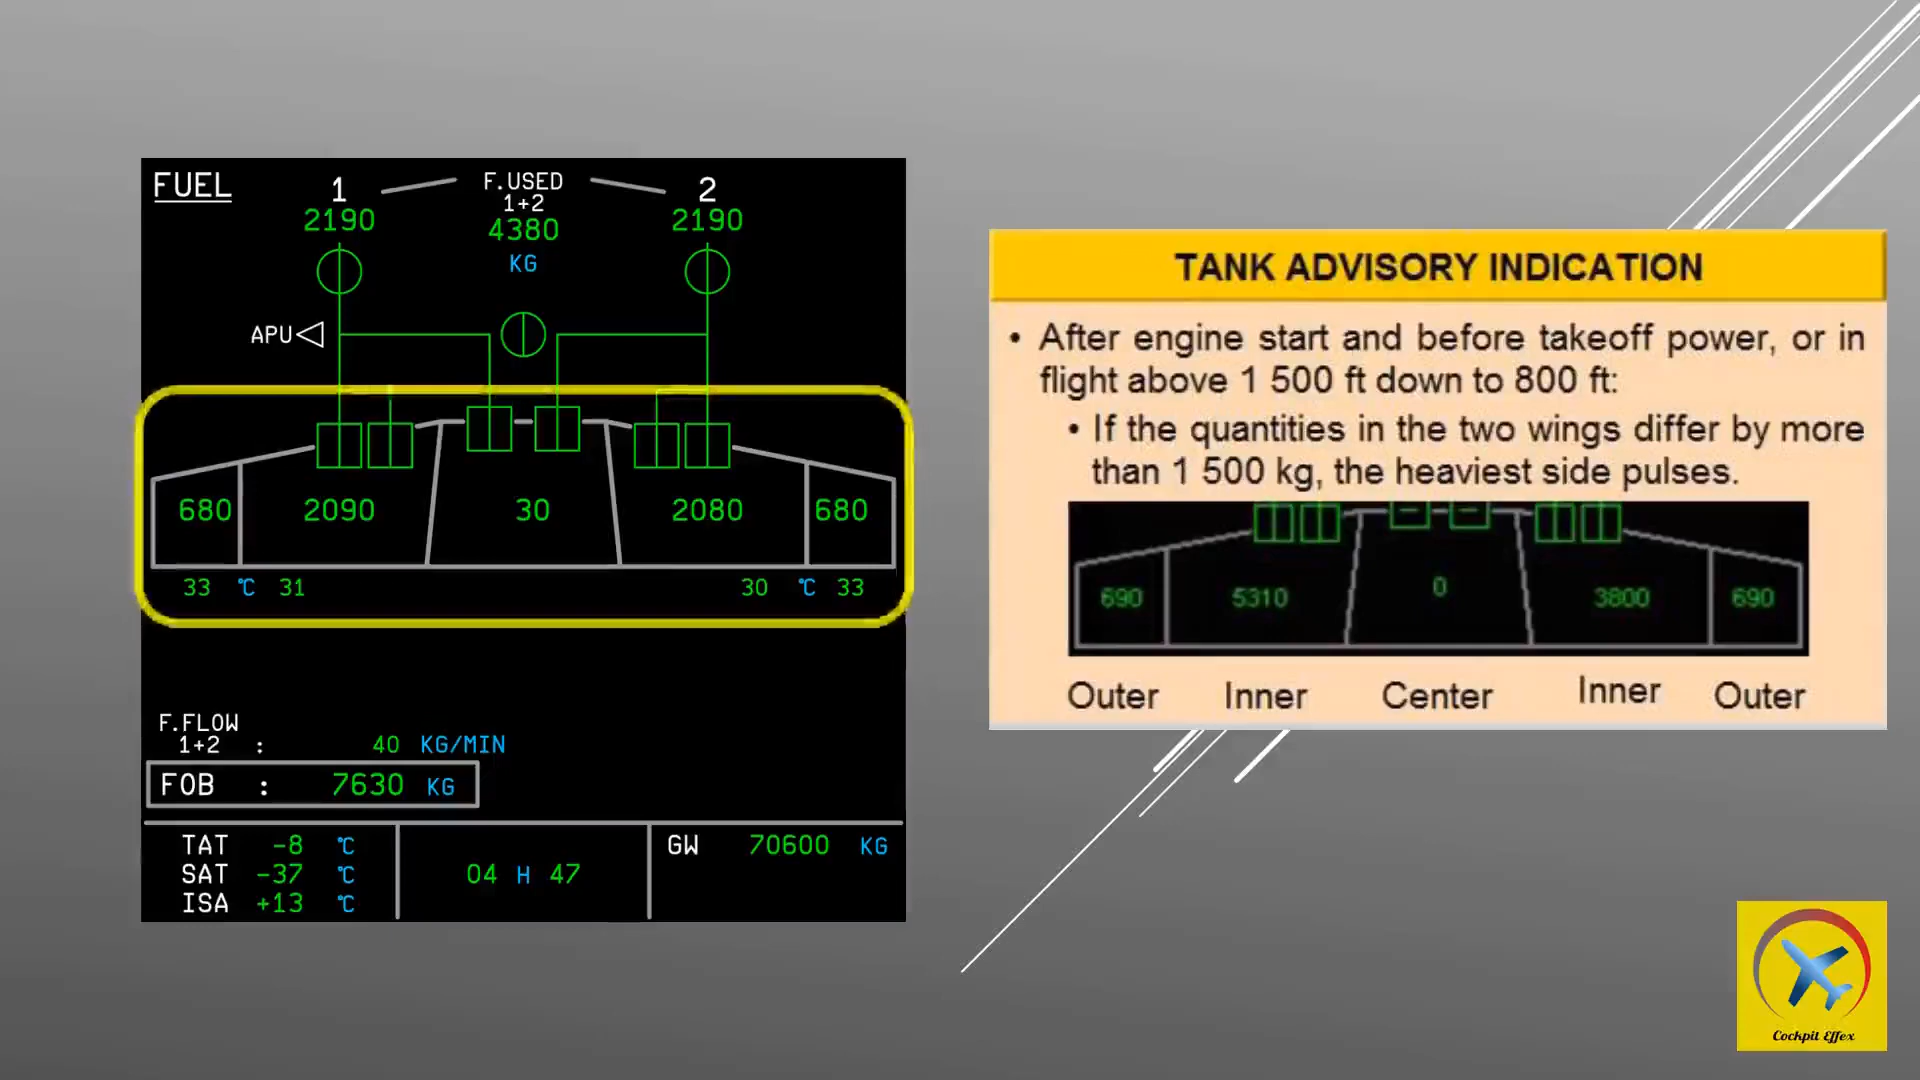 FUEL
1
F.USED
1+2
2
2190
4380
2190
KG
APU
680
2090
30
2080
680
33 °C 31
30 °C 33
F.FLOW
1+2 : 40 KG/MIN
FOB : 7630 KG
TAT -8 °C
SAT -37 °C
ISA +13 °C
04 H 47
GW 70600 KG
TANK ADVISORY INDICATION
• After engine start and before takeoff power, or in
flight above 1 500 ft down to 800 ft:
• If the quantities in the two wings differ by more
than 1 500 kg, the heaviest side pulses.
690
5310
0
3800
690
Outer Inner Center Inner Outer
Cockpit Effex